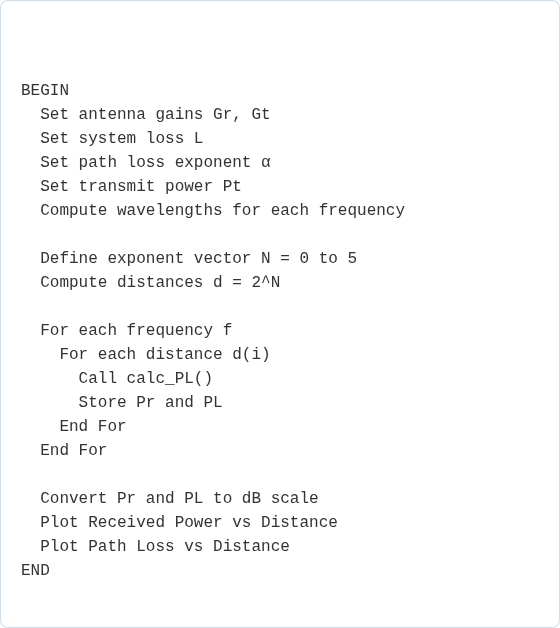 BEGIN
Set antenna gains Gr, Gt
Set system loss L
Set path loss exponent α
Set transmit power Pt
Compute wavelengths for each frequency
Define exponent vector N = 0 to 5
Compute distances d = 2^N
For each frequency f
For each distance d(i)
Call calc_PL()
Store Pr and PL
End For
End For
Convert Pr and PL to dB scale
Plot Received Power vs Distance
Plot Path Loss vs Distance
END